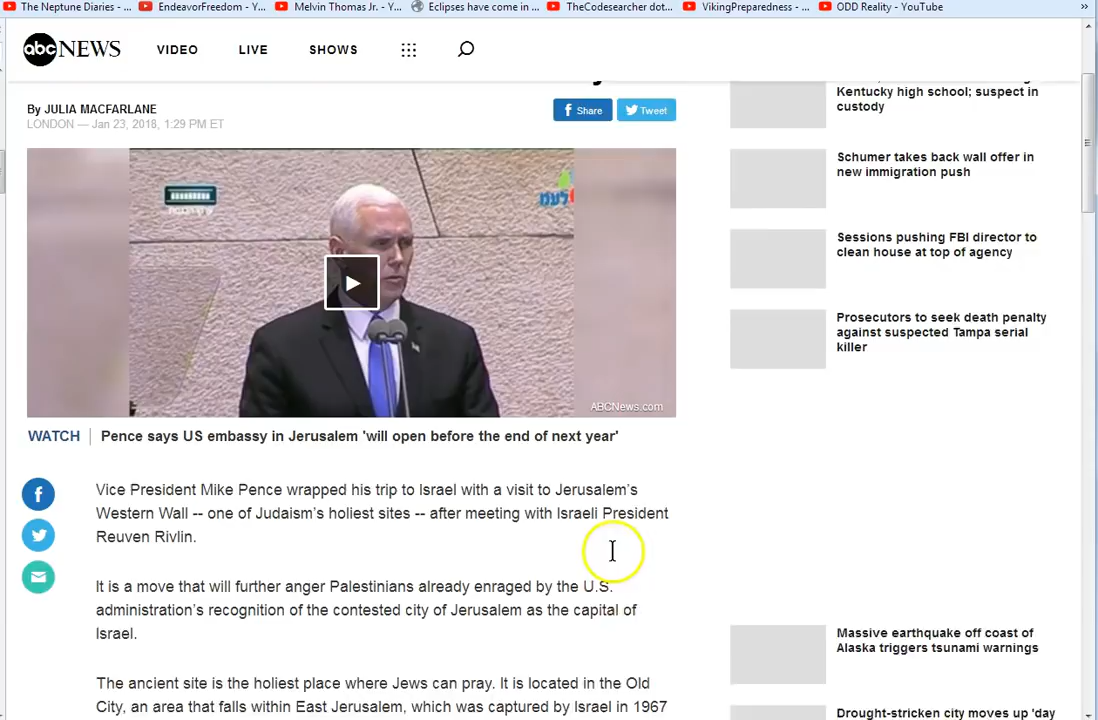 The Neptune Diaries - ...
EndeavorFreedom - Y...
Melvin Thomas Jr. - Y...
Eclipses have come in ...
TheCodesearcher dot...
VikingPreparedness - ...
ODD Reality - YouTube
»
abc NEWS
VIDEO
LIVE
SHOWS
By JULIA MACFARLANE
LONDON — Jan 23, 2018, 1:29 PM ET
Share
Tweet
ABCNews.com
WATCH | Pence says US embassy in Jerusalem 'will open before the end of next year'
Vice President Mike Pence wrapped his trip to Israel with a visit to Jerusalem's
Western Wall -- one of Judaism's holiest sites -- after meeting with Israeli President
Reuven Rivlin.
It is a move that will further anger Palestinians already enraged by the U.S.
administration's recognition of the contested city of Jerusalem as the capital of
Israel.
The ancient site is the holiest place where Jews can pray. It is located in the Old
City, an area that falls within East Jerusalem, which was captured by Israel in 1967
Kentucky high school; suspect in
custody
Schumer takes back wall offer in
new immigration push
Sessions pushing FBI director to
clean house at top of agency
Prosecutors to seek death penalty
against suspected Tampa serial
killer
Massive earthquake off coast of
Alaska triggers tsunami warnings
Drought-stricken city moves up 'day